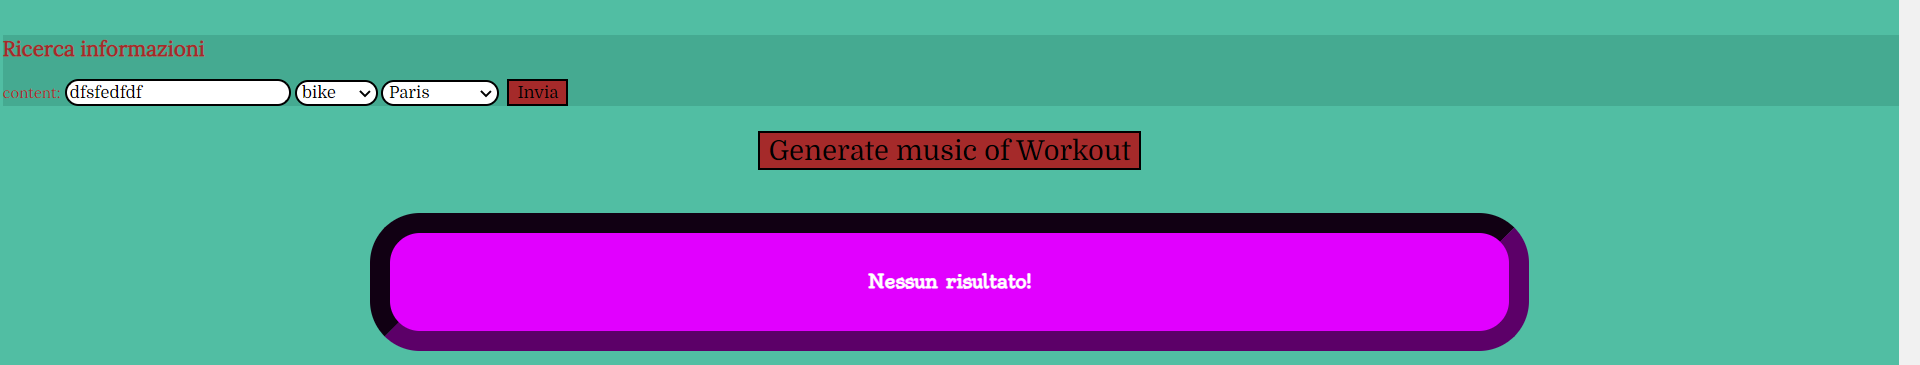 Ricerca informazioni
content: dfsfedfdf bike Paris Invia
Generate music of Workout
Nessun risultato!